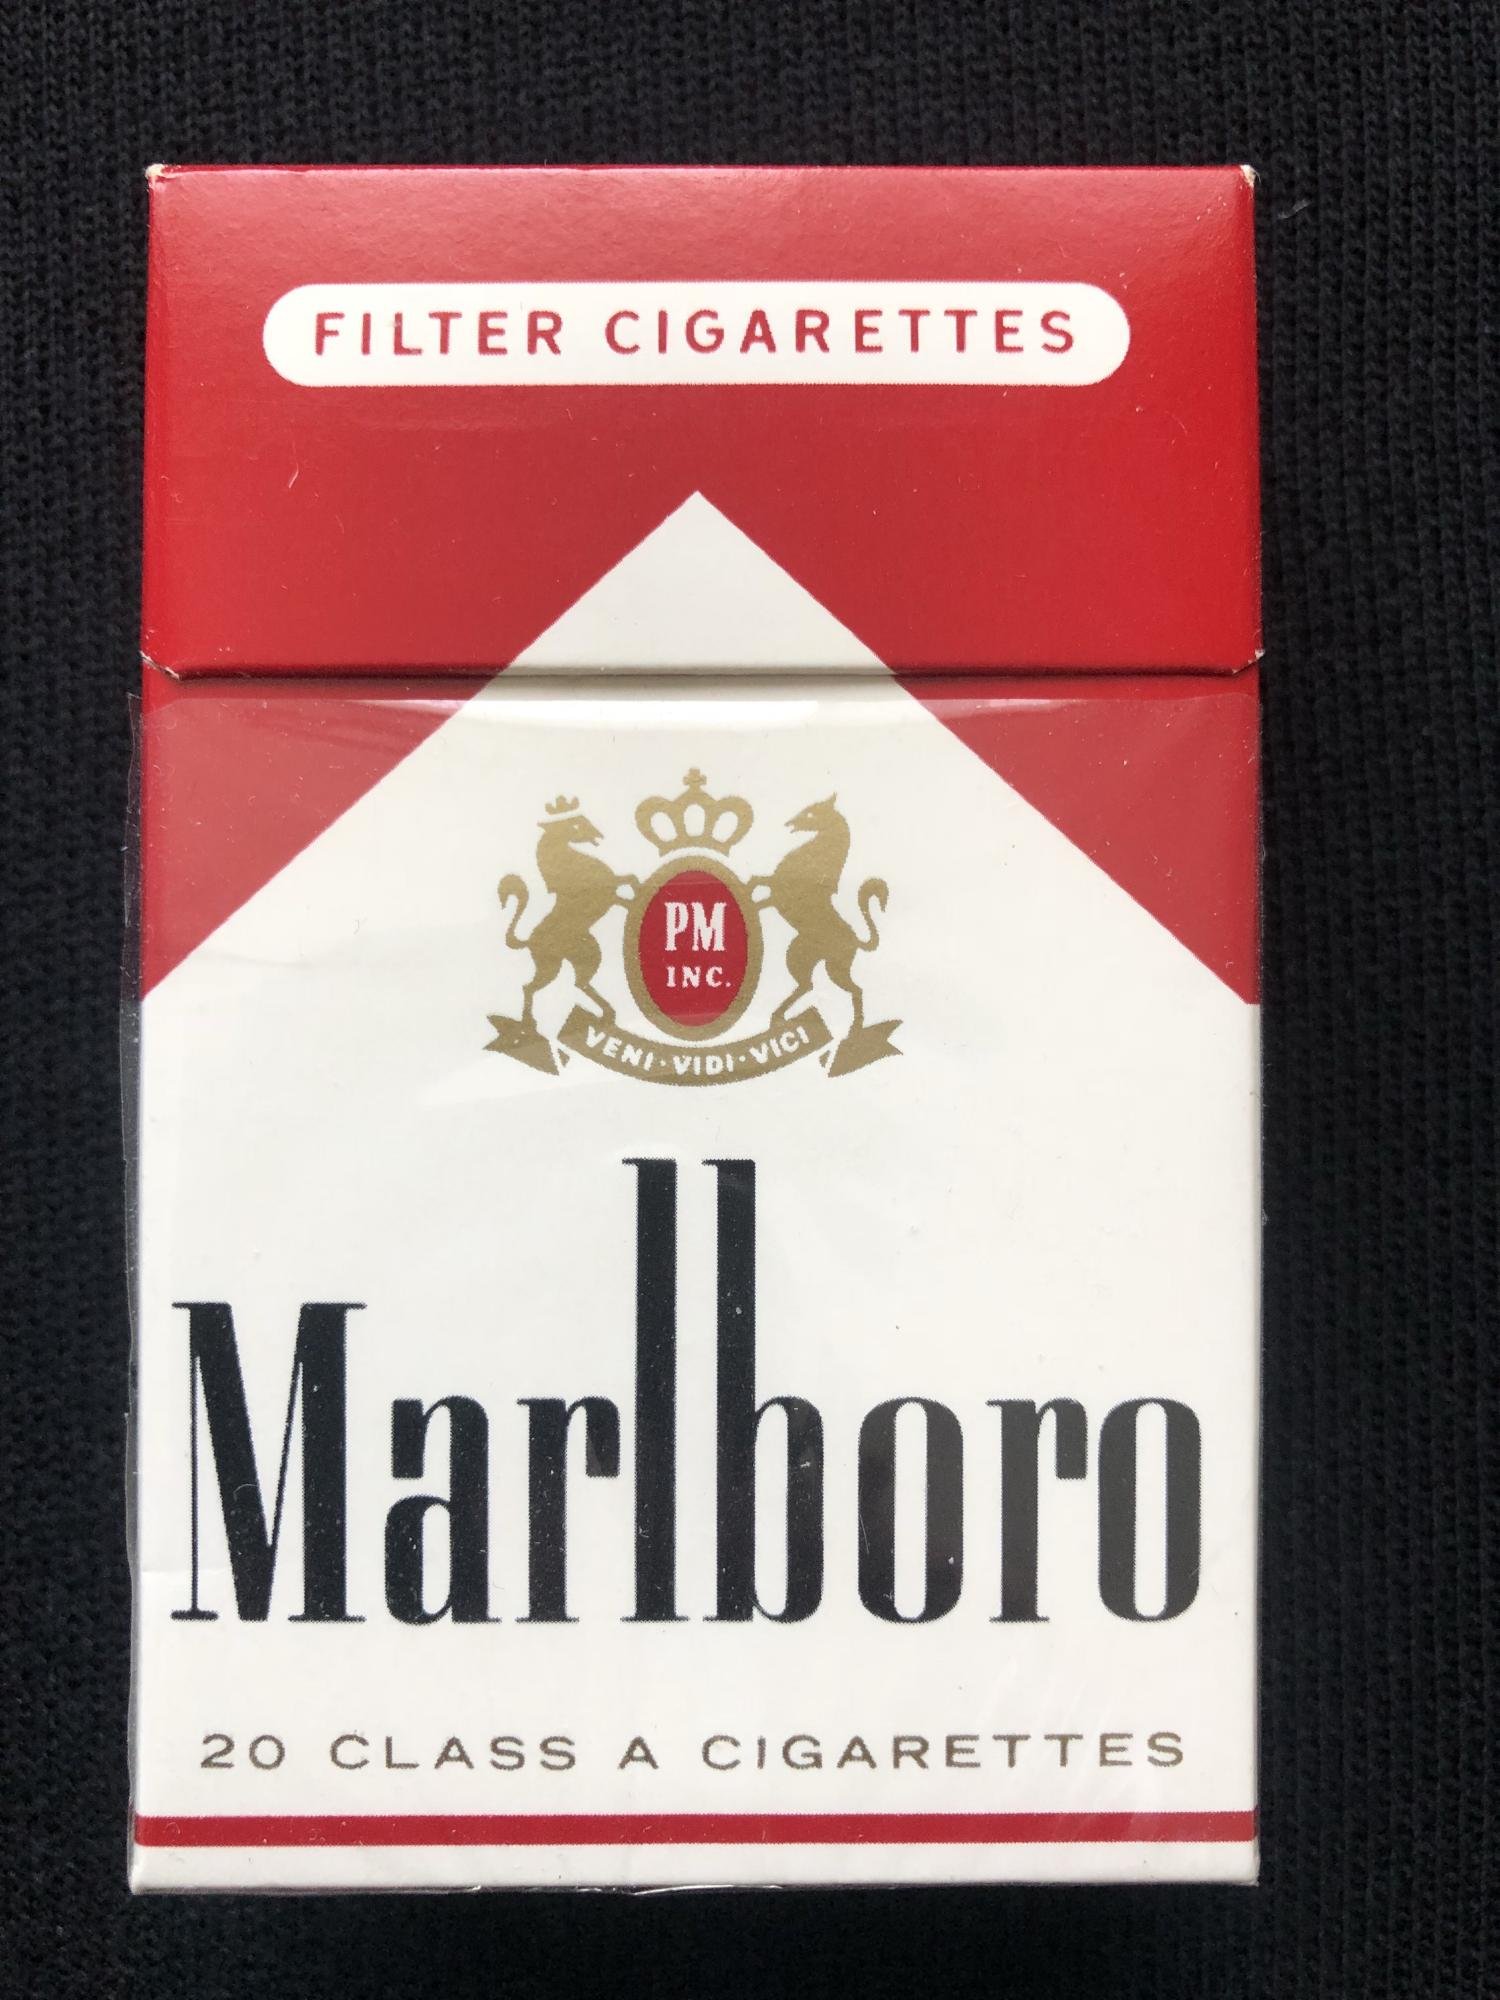 FILTER CIGARETTES
PM
INC.
VENI·VIDI·VICI
Marlboro
20 CLASS A CIGARETTES